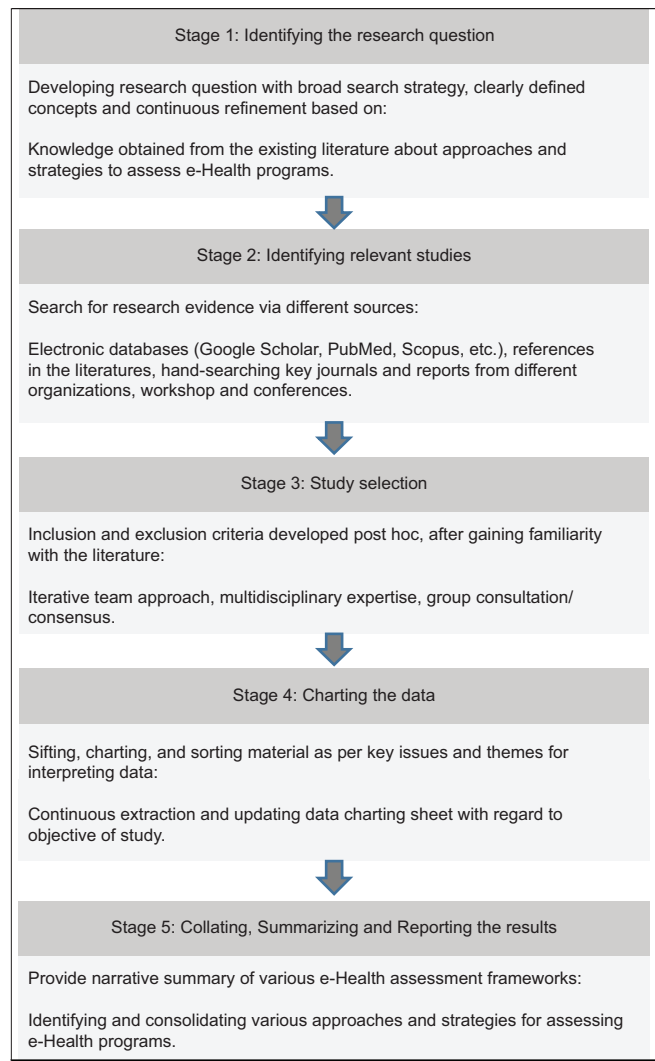 Stage 1: Identifying the research question
Developing research question with broad search strategy, clearly defined
concepts and continuous refinement based on:
Knowledge obtained from the existing literature about approaches and
strategies to assess e-Health programs.
Stage 2: Identifying relevant studies
Search for research evidence via different sources:
Electronic databases (Google Scholar, PubMed, Scopus, etc.), references
in the literatures, hand-searching key journals and reports from different
organizations, workshop and conferences.
Stage 3: Study selection
Inclusion and exclusion criteria developed post hoc, after gaining familiarity
with the literature:
Iterative team approach, multidisciplinary expertise, group consultation/
consensus.
Stage 4: Charting the data
Sifting, charting, and sorting material as per key issues and themes for
interpreting data:
Continuous extraction and updating data charting sheet with regard to
objective of study.
Stage 5: Collating, Summarizing and Reporting the results
Provide narrative summary of various e-Health assessment frameworks:
Identifying and consolidating various approaches and strategies for assessing
e-Health programs.